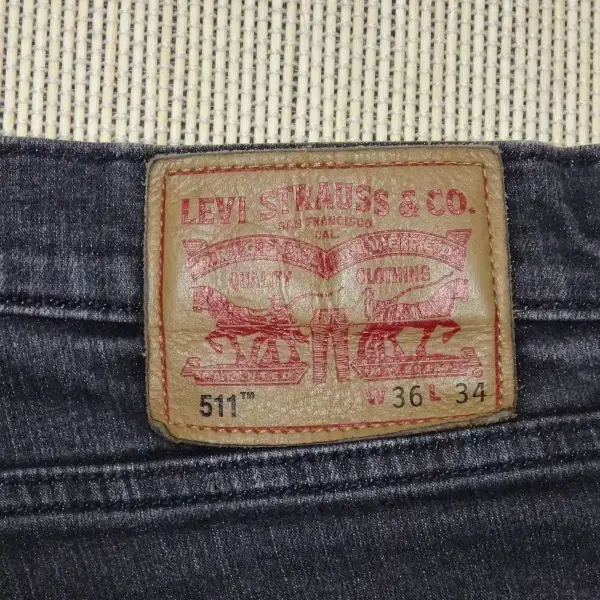 LEVI STRAUSS & CO.
SAN FRANCISCO
CAL.
QUALITY CLOTHING
511™ W 36 L 34